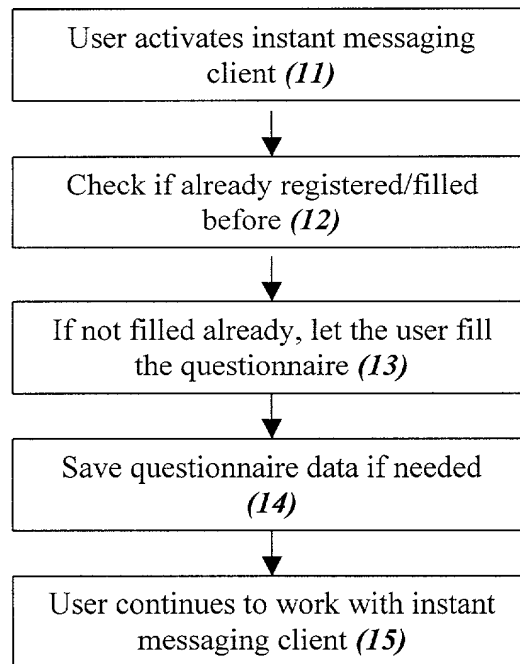 User activates instant messaging
client (11)
Check if already registered/filled
before (12)
If not filled already, let the user fill
the questionnaire (13)
Save questionnaire data if needed
(14)
User continues to work with instant
messaging client (15)